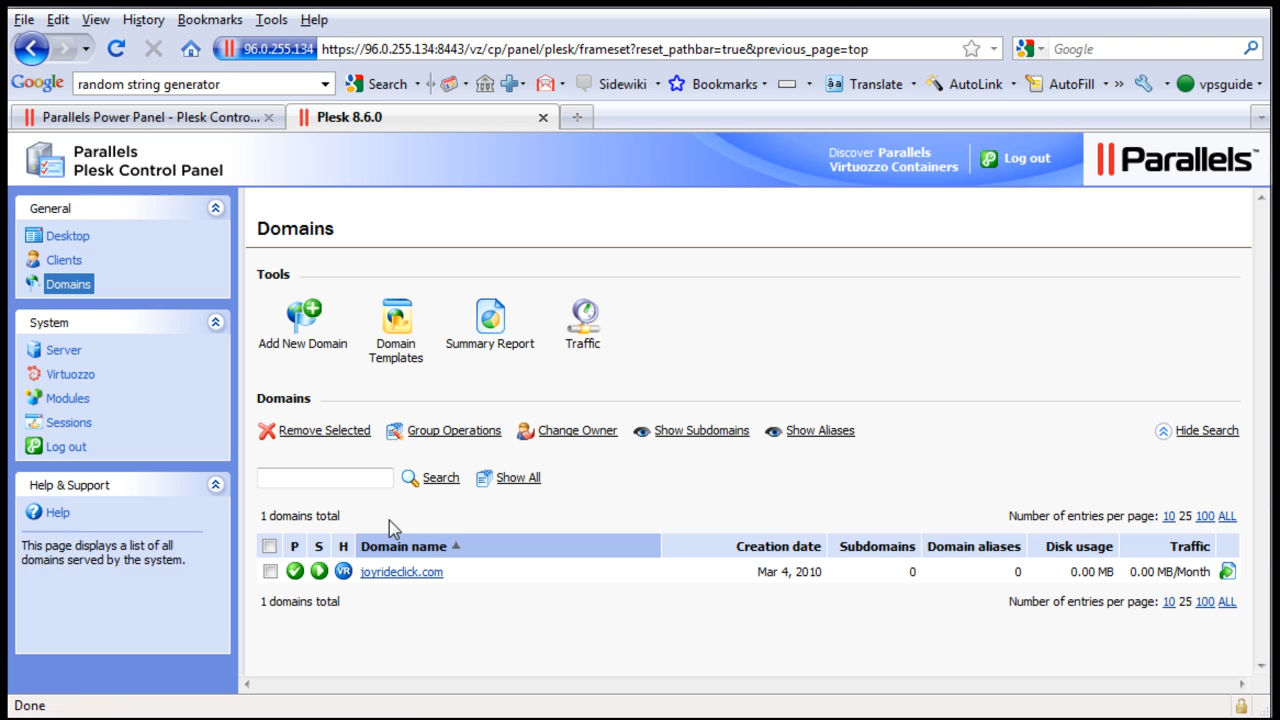 File Edit View History Bookmarks Tools Help
96.0.255.134 https://96.0.255.134:8443/vz/cp/panel/plesk/frameset?reset_pathbar=true&previous_page=top Google
Google random string generator Search Sidewiki Bookmarks Translate AutoLink AutoFill » vpsguide
Parallels Power Panel - Plesk Contro... Plesk 8.6.0
Parallels
Plesk Control Panel
Discover Parallels
Virtuozzo Containers
Log out
Parallels™
General
Desktop
Clients
Domains
System
Server
Virtuozzo
Modules
Sessions
Log out
Help & Support
Help
This page displays a list of all
domains served by the system.
Domains
Tools
Add New Domain
Domain
Templates
Summary Report
Traffic
Domains
Remove Selected Group Operations Change Owner Show Subdomains Show Aliases Hide Search
Search Show All
1 domains total Number of entries per page: 10 25 100 ALL
P S H Domain name Creation date Subdomains Domain aliases Disk usage Traffic
VR joyrideclick.com Mar 4, 2010 0 0 0.00 MB 0.00 MB/Month
1 domains total Number of entries per page: 10 25 100 ALL
Done